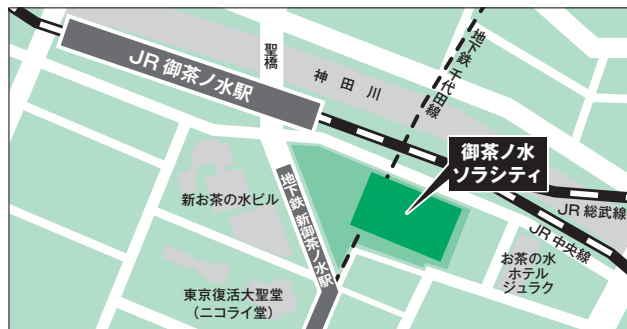 JR 御茶ノ水駅
聖橋
神田川
地下鉄 千代田線
御茶ノ水
ソラシティ
JR 総武線
JR 中央線
新お茶の水ビル
地下鉄 新御茶ノ水駅
お茶の水
ホテル
ジュラク
東京復活大聖堂
(ニコライ堂)